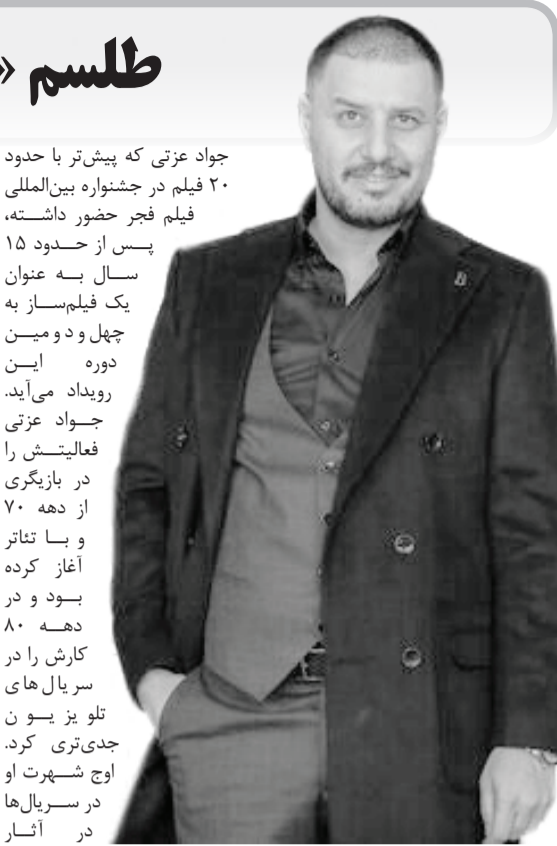 طلسم «
جواد عزتی که پیش‌تر با حدود
۲۰ فیلم در جشنواره بین‌المللی
فیلم فجر حضور داشته،
پس از حدود ۱۵
سال به عنوان
یک فیلم‌ساز به
چهل و دومین
دوره این
رویداد می‌آید.
جواد عزتی
فعالیتش را
در بازیگری
از دهه ۷۰
و با تئاتر
آغاز کرده
بود و در
دهه ۸۰
کارش را در
سریال‌های
تلویزیون
جدی‌تری کرد.
اوج شهرت او
در سریال‌ها
در آثار